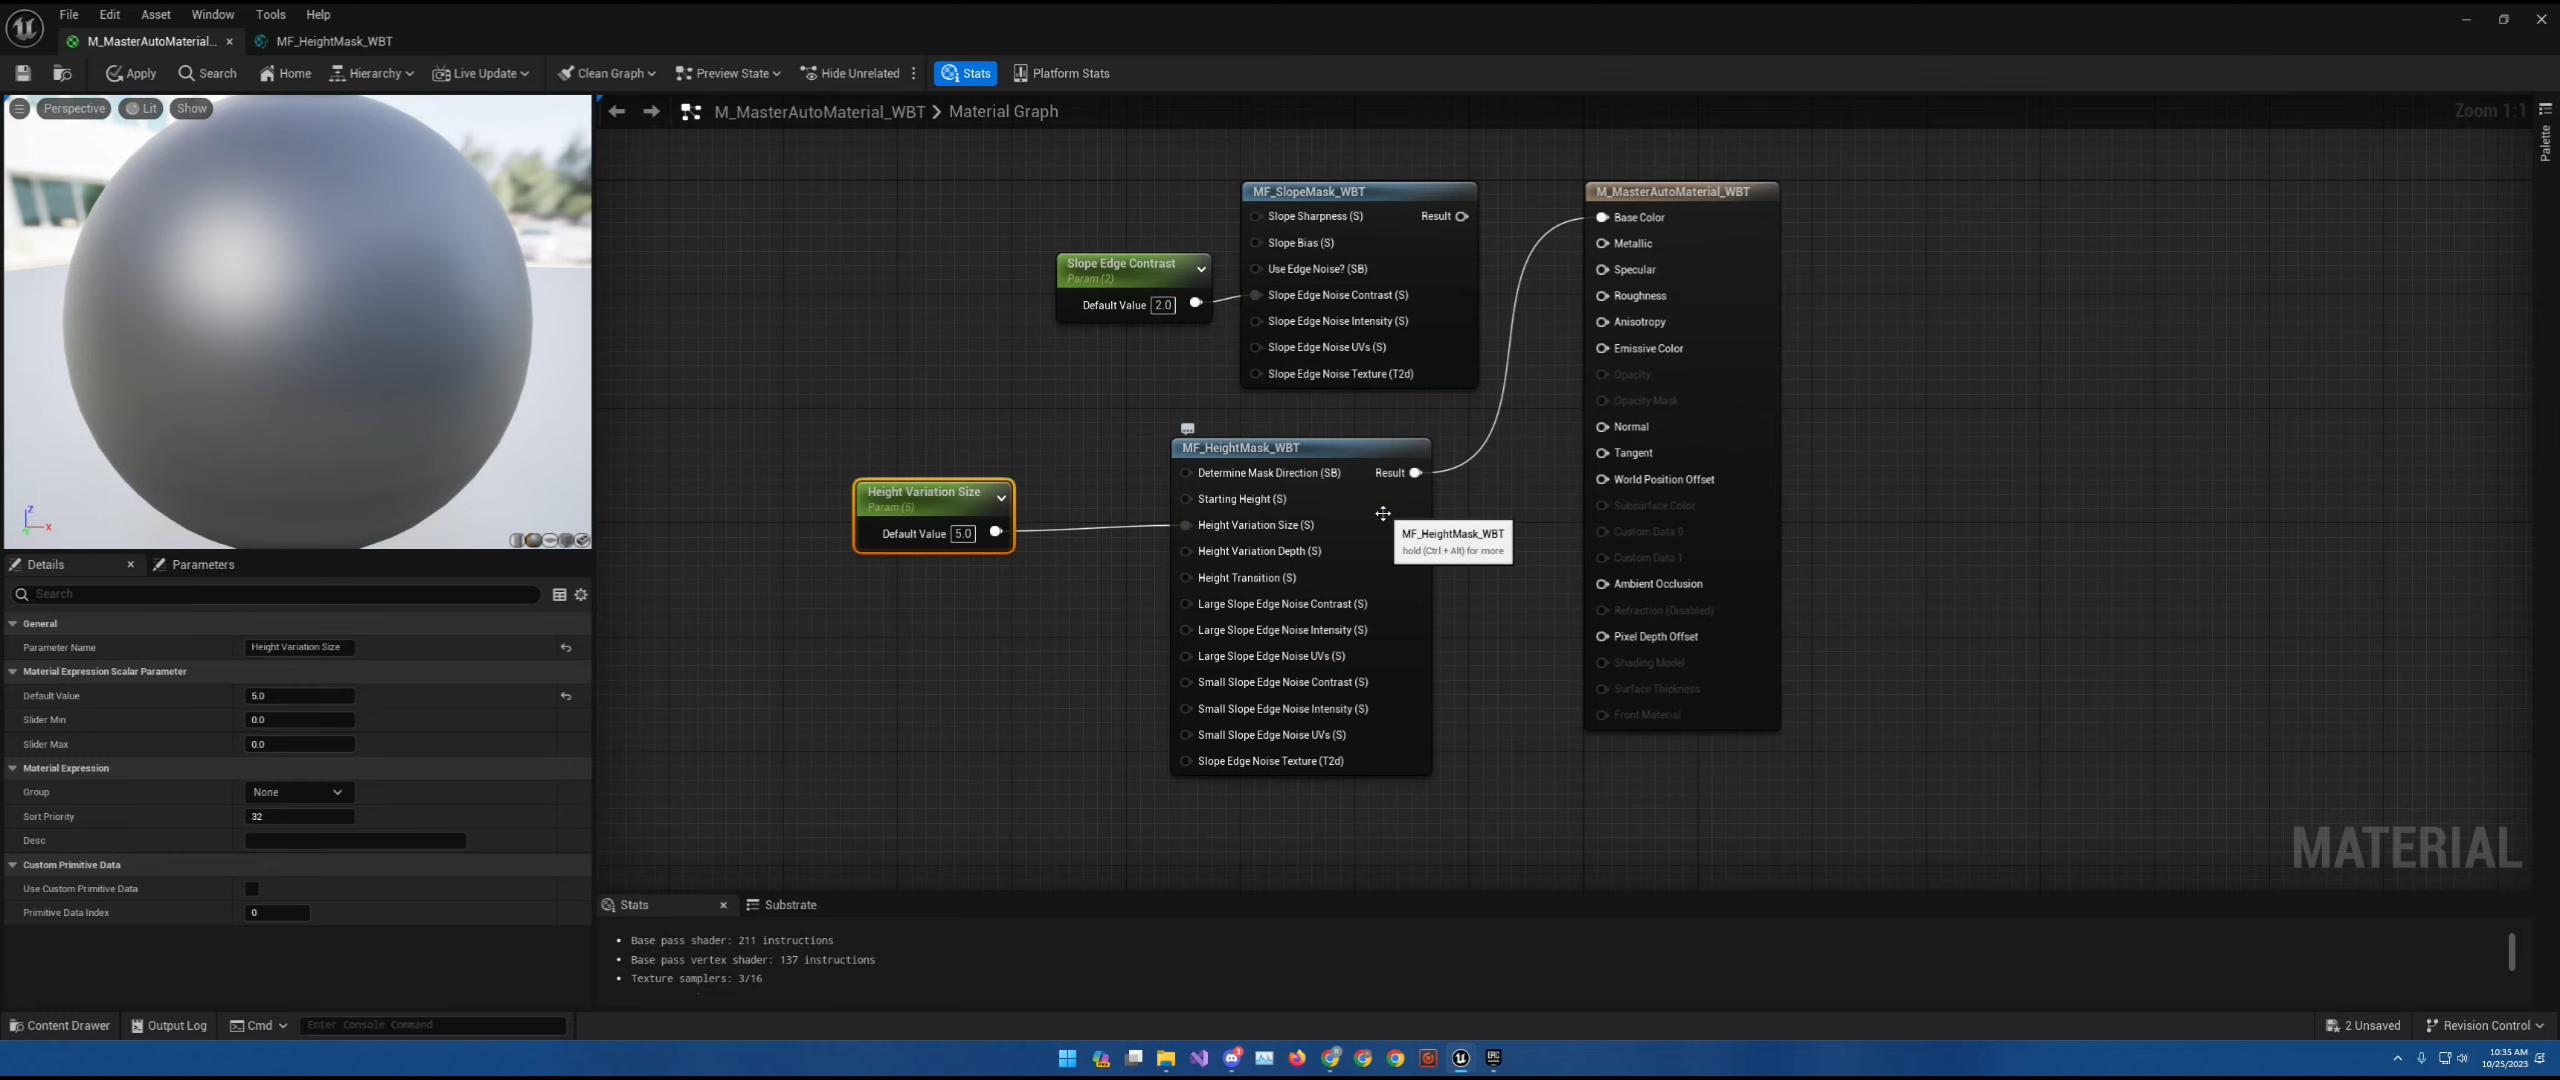 File Edit Asset Window Tools Help
M_MasterAutoMaterial... MF_HeightMask_WBT
Apply Search Home Hierarchy Live Update Clean Graph Preview State Hide Unrelated Stats Platform Stats
Perspective Lit Show
M_MasterAutoMaterial_WBT Material Graph
Zoom 1:1
Palette
MF_SlopeMask_WBT
Slope Sharpness (S) Result
Slope Bias (S)
Use Edge Noise? (SB)
Slope Edge Noise Contrast (S)
Slope Edge Noise Intensity (S)
Slope Edge Noise UVs (S)
Slope Edge Noise Texture (T2d)
Slope Edge Contrast
Param (2)
Default Value 2.0
MF_HeightMask_WBT
Determine Mask Direction (SB) Result
Starting Height (S)
Height Variation Size (S)
Height Variation Depth (S)
Height Transition (S)
Large Slope Edge Noise Contrast (S)
Large Slope Edge Noise Intensity (S)
Large Slope Edge Noise UVs (S)
Small Slope Edge Noise Contrast (S)
Small Slope Edge Noise Intensity (S)
Small Slope Edge Noise UVs (S)
Slope Edge Noise Texture (T2d)
Height Variation Size
Param (5)
Default Value 5.0
MF_HeightMask_WBT
hold (Ctrl + Alt) for more
M_MasterAutoMaterial_WBT
Base Color
Metallic
Specular
Roughness
Anisotropy
Emissive Color
Opacity
Opacity Mask
Normal
Tangent
World Position Offset
Subsurface Color
Custom Data 0
Custom Data 1
Ambient Occlusion
Refraction (Disabled)
Pixel Depth Offset
Shading Model
Surface Thickness
Front Material
MATERIAL
Z
X
Details Parameters
Search
General
Parameter Name Height Variation Size
Material Expression Scalar Parameter
Default Value 5.0
Slider Min 0.0
Slider Max 0.0
Material Expression
Group None
Sort Priority 32
Desc
Custom Primitive Data
Use Custom Primitive Data
Primitive Data Index 0
Stats Substrate
Base pass shader: 211 instructions
Base pass vertex shader: 137 instructions
Texture samplers: 3/16
Content Drawer Output Log Cmd Enter Console Command
2 Unsaved Revision Control
10:35 AM
10/25/2023